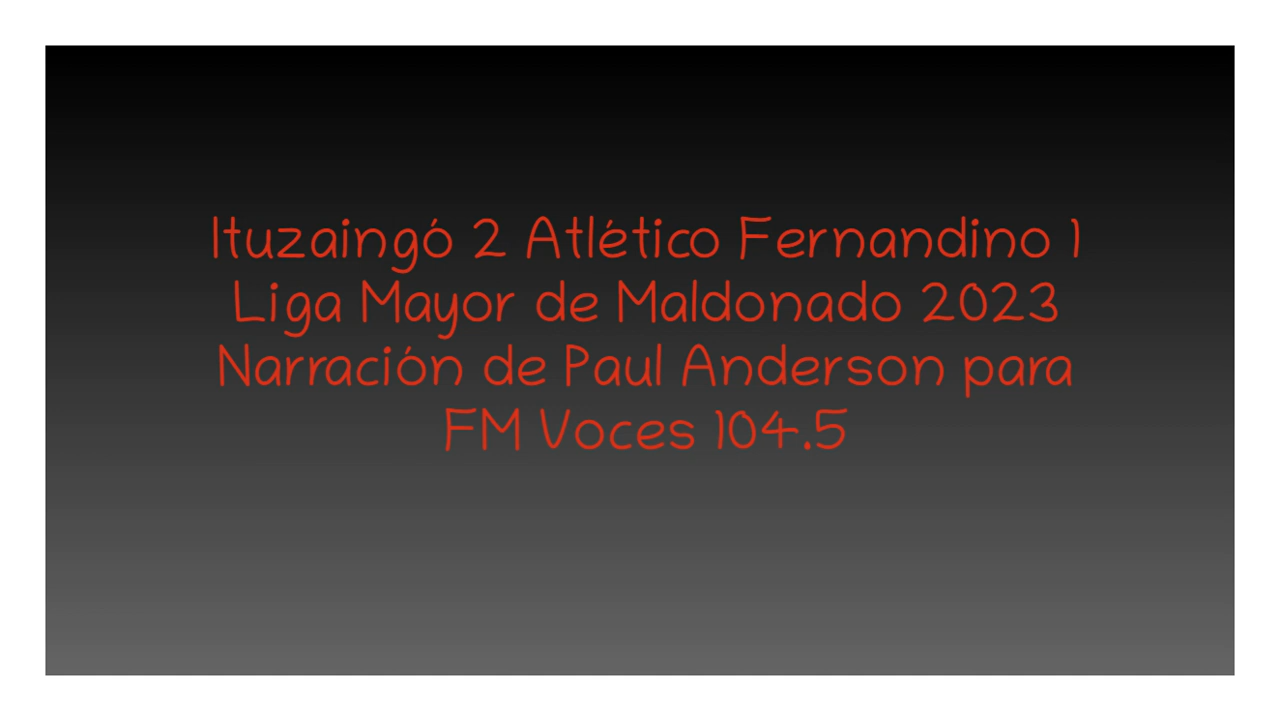 Ituzaingó 2 Atlético Fernandino 1
Liga Mayor de Maldonado 2023
Narración de Paul Anderson para
FM Voces 104.5